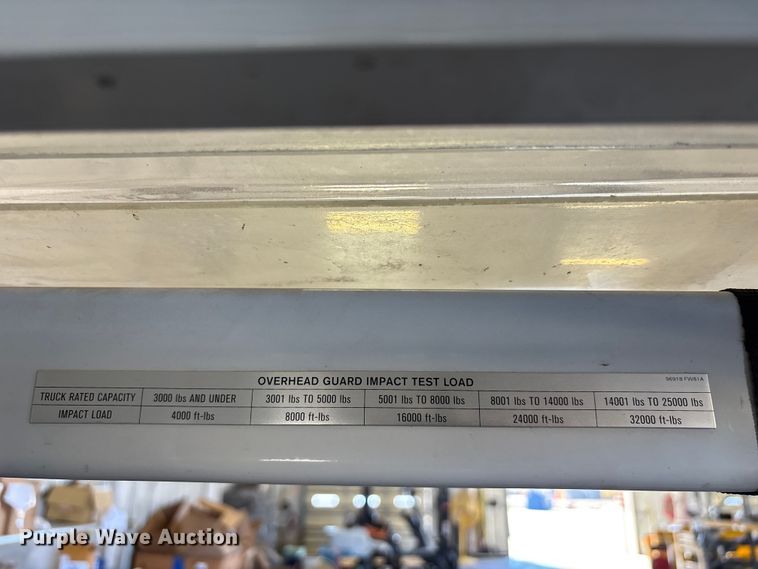 OVERHEAD GUARD IMPACT TEST LOAD 96918 FW81A
TRUCK RATED CAPACITY 3000 lbs AND UNDER 3001 lbs TO 5000 lbs 5001 lbs TO 8000 lbs 8001 lbs TO 14000 lbs 14001 lbs TO 25000 lbs
IMPACT LOAD 4000 ft-lbs 8000 ft-lbs 16000 ft-lbs 24000 ft-lbs 32000 ft-lbs
Purple Wave Auction